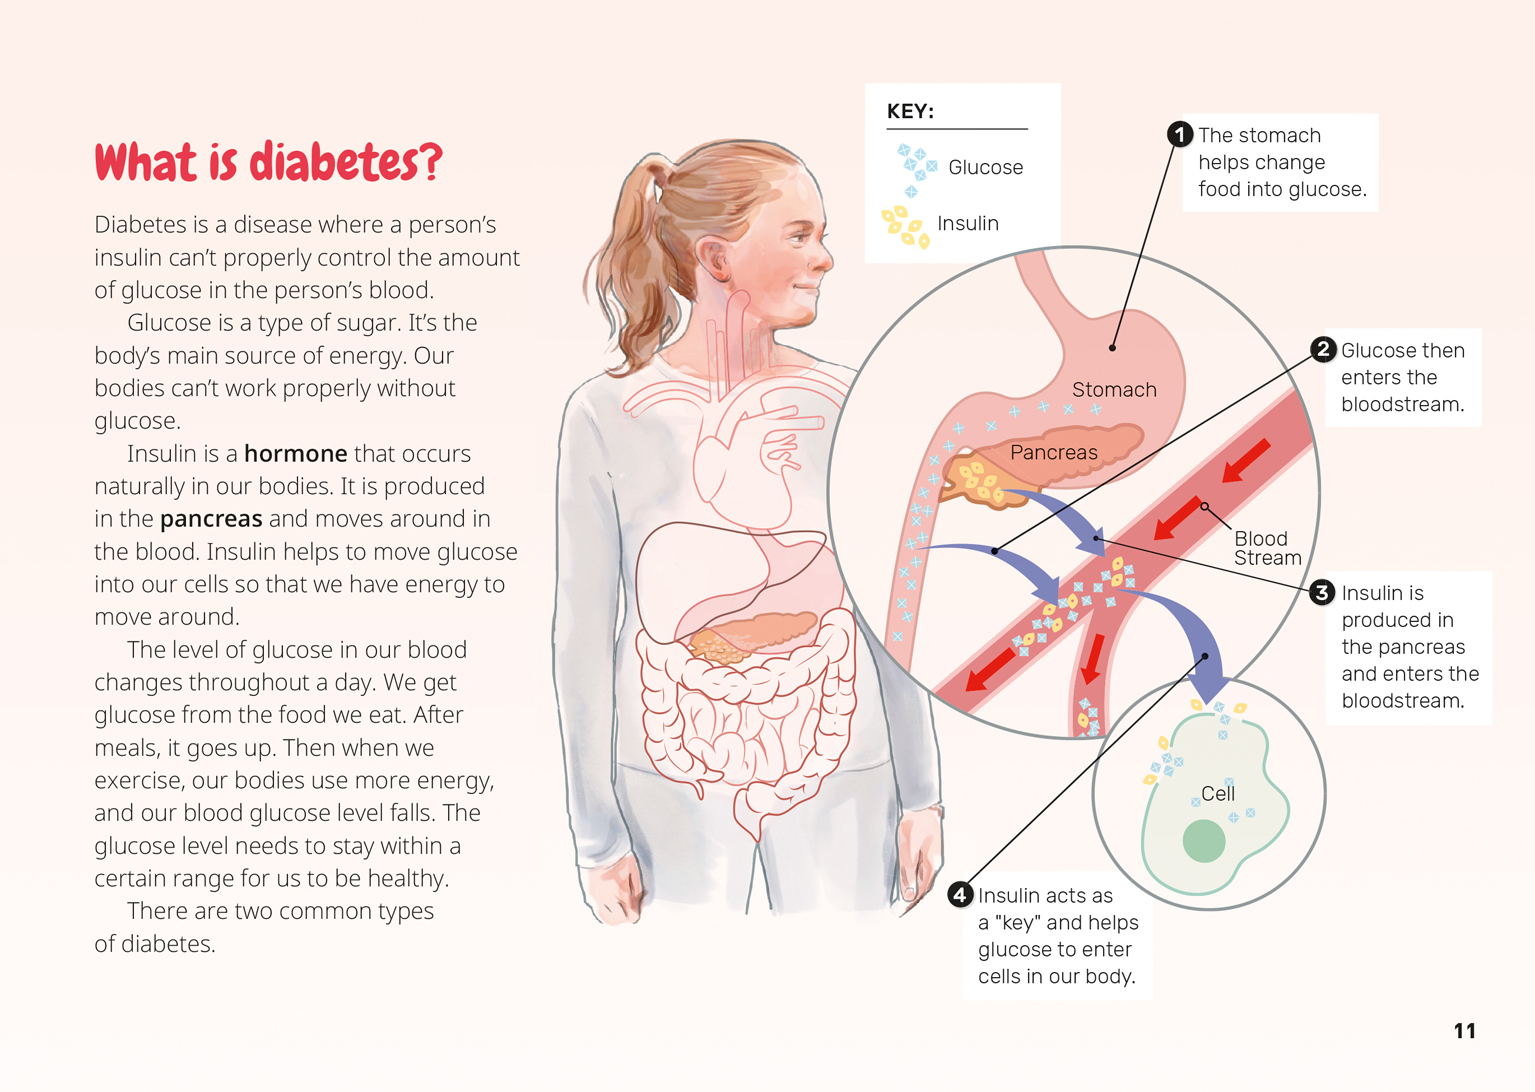 What is diabetes?
Diabetes is a disease where a person’s
insulin can’t properly control the amount
of glucose in the person’s blood.
Glucose is a type of sugar. It’s the
body’s main source of energy. Our
bodies can’t work properly without
glucose.
Insulin is a hormone that occurs
naturally in our bodies. It is produced
in the pancreas and moves around in
the blood. Insulin helps to move glucose
into our cells so that we have energy to
move around.
The level of glucose in our blood
changes throughout a day. We get
glucose from the food we eat. After
meals, it goes up. Then when we
exercise, our bodies use more energy,
and our blood glucose level falls. The
glucose level needs to stay within a
certain range for us to be healthy.
There are two common types
of diabetes.
KEY:
Glucose
Insulin
1 The stomach
helps change
food into glucose.
2 Glucose then
enters the
bloodstream.
Stomach
Pancreas
Blood
Stream
3 Insulin is
produced in
the pancreas
and enters the
bloodstream.
Cell
4 Insulin acts as
a "key" and helps
glucose to enter
cells in our body.
11